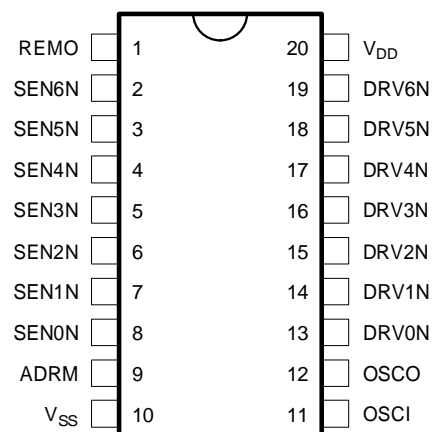 REMO 1 20 VDD
SEN6N 2 19 DRV6N
SEN5N 3 18 DRV5N
SEN4N 4 17 DRV4N
SEN3N 5 16 DRV3N
SEN2N 6 15 DRV2N
SEN1N 7 14 DRV1N
SEN0N 8 13 DRV0N
ADRM 9 12 OSCO
VSS 10 11 OSCI